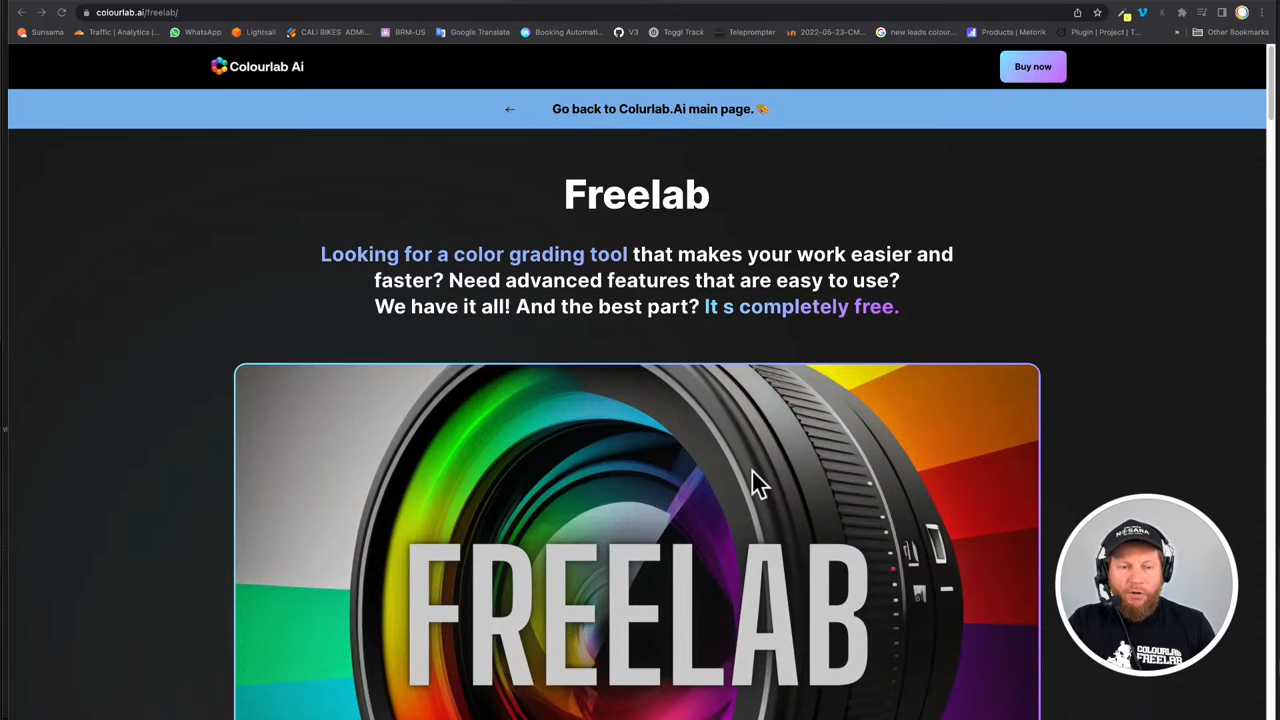 colourlab.ai/freelab/
Sunsama
Traffic | Analytics | ...
WhatsApp
Lightsail
CALI BIKES ADMI...
BRM-US
Google Translate
Booking Automati...
V3
Toggl Track
Teleprompter
2022-05-23-CM...
new leads colour...
Products | Metorik
Plugin | Project | T...
»
Other Bookmarks
Colourlab Ai
Buy now
← Go back to Colurlab.Ai main page.
Freelab
Looking for a color grading tool that makes your work easier and
faster? Need advanced features that are easy to use?
We have it all! And the best part? It s completely free.
FREELAB
COLOURLAB
FREELAB